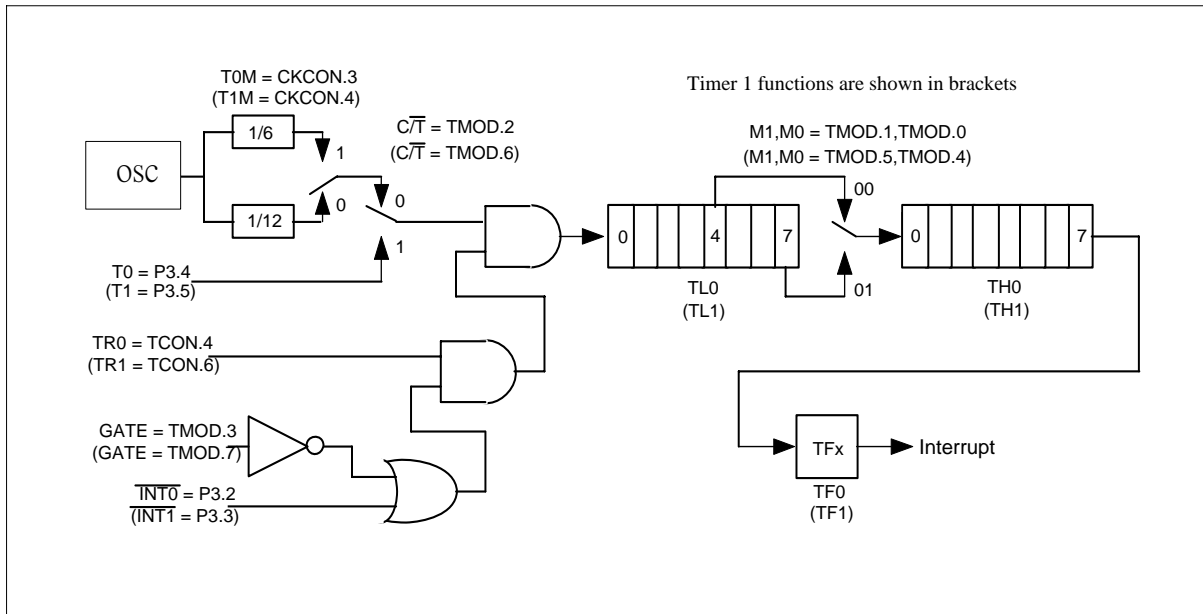 T0M = CKCON.3
(T1M = CKCON.4)
Timer 1 functions are shown in brackets
1/6
C/T̅ = TMOD.2
(C/T̅ = TMOD.6)
M1,M0 = TMOD.1,TMOD.0
(M1,M0 = TMOD.5,TMOD.4)
OSC
1
0
1/12
0
1
00
0
4
7
01
0
7
T0 = P3.4
(T1 = P3.5)
TL0
(TL1)
TH0
(TH1)
TR0 = TCON.4
(TR1 = TCON.6)
GATE = TMOD.3
(GATE = TMOD.7)
TFx
Interrupt
TF0
(TF1)
I̅N̅T̅0̅ = P3.2
(I̅N̅T̅1̅ = P3.3)